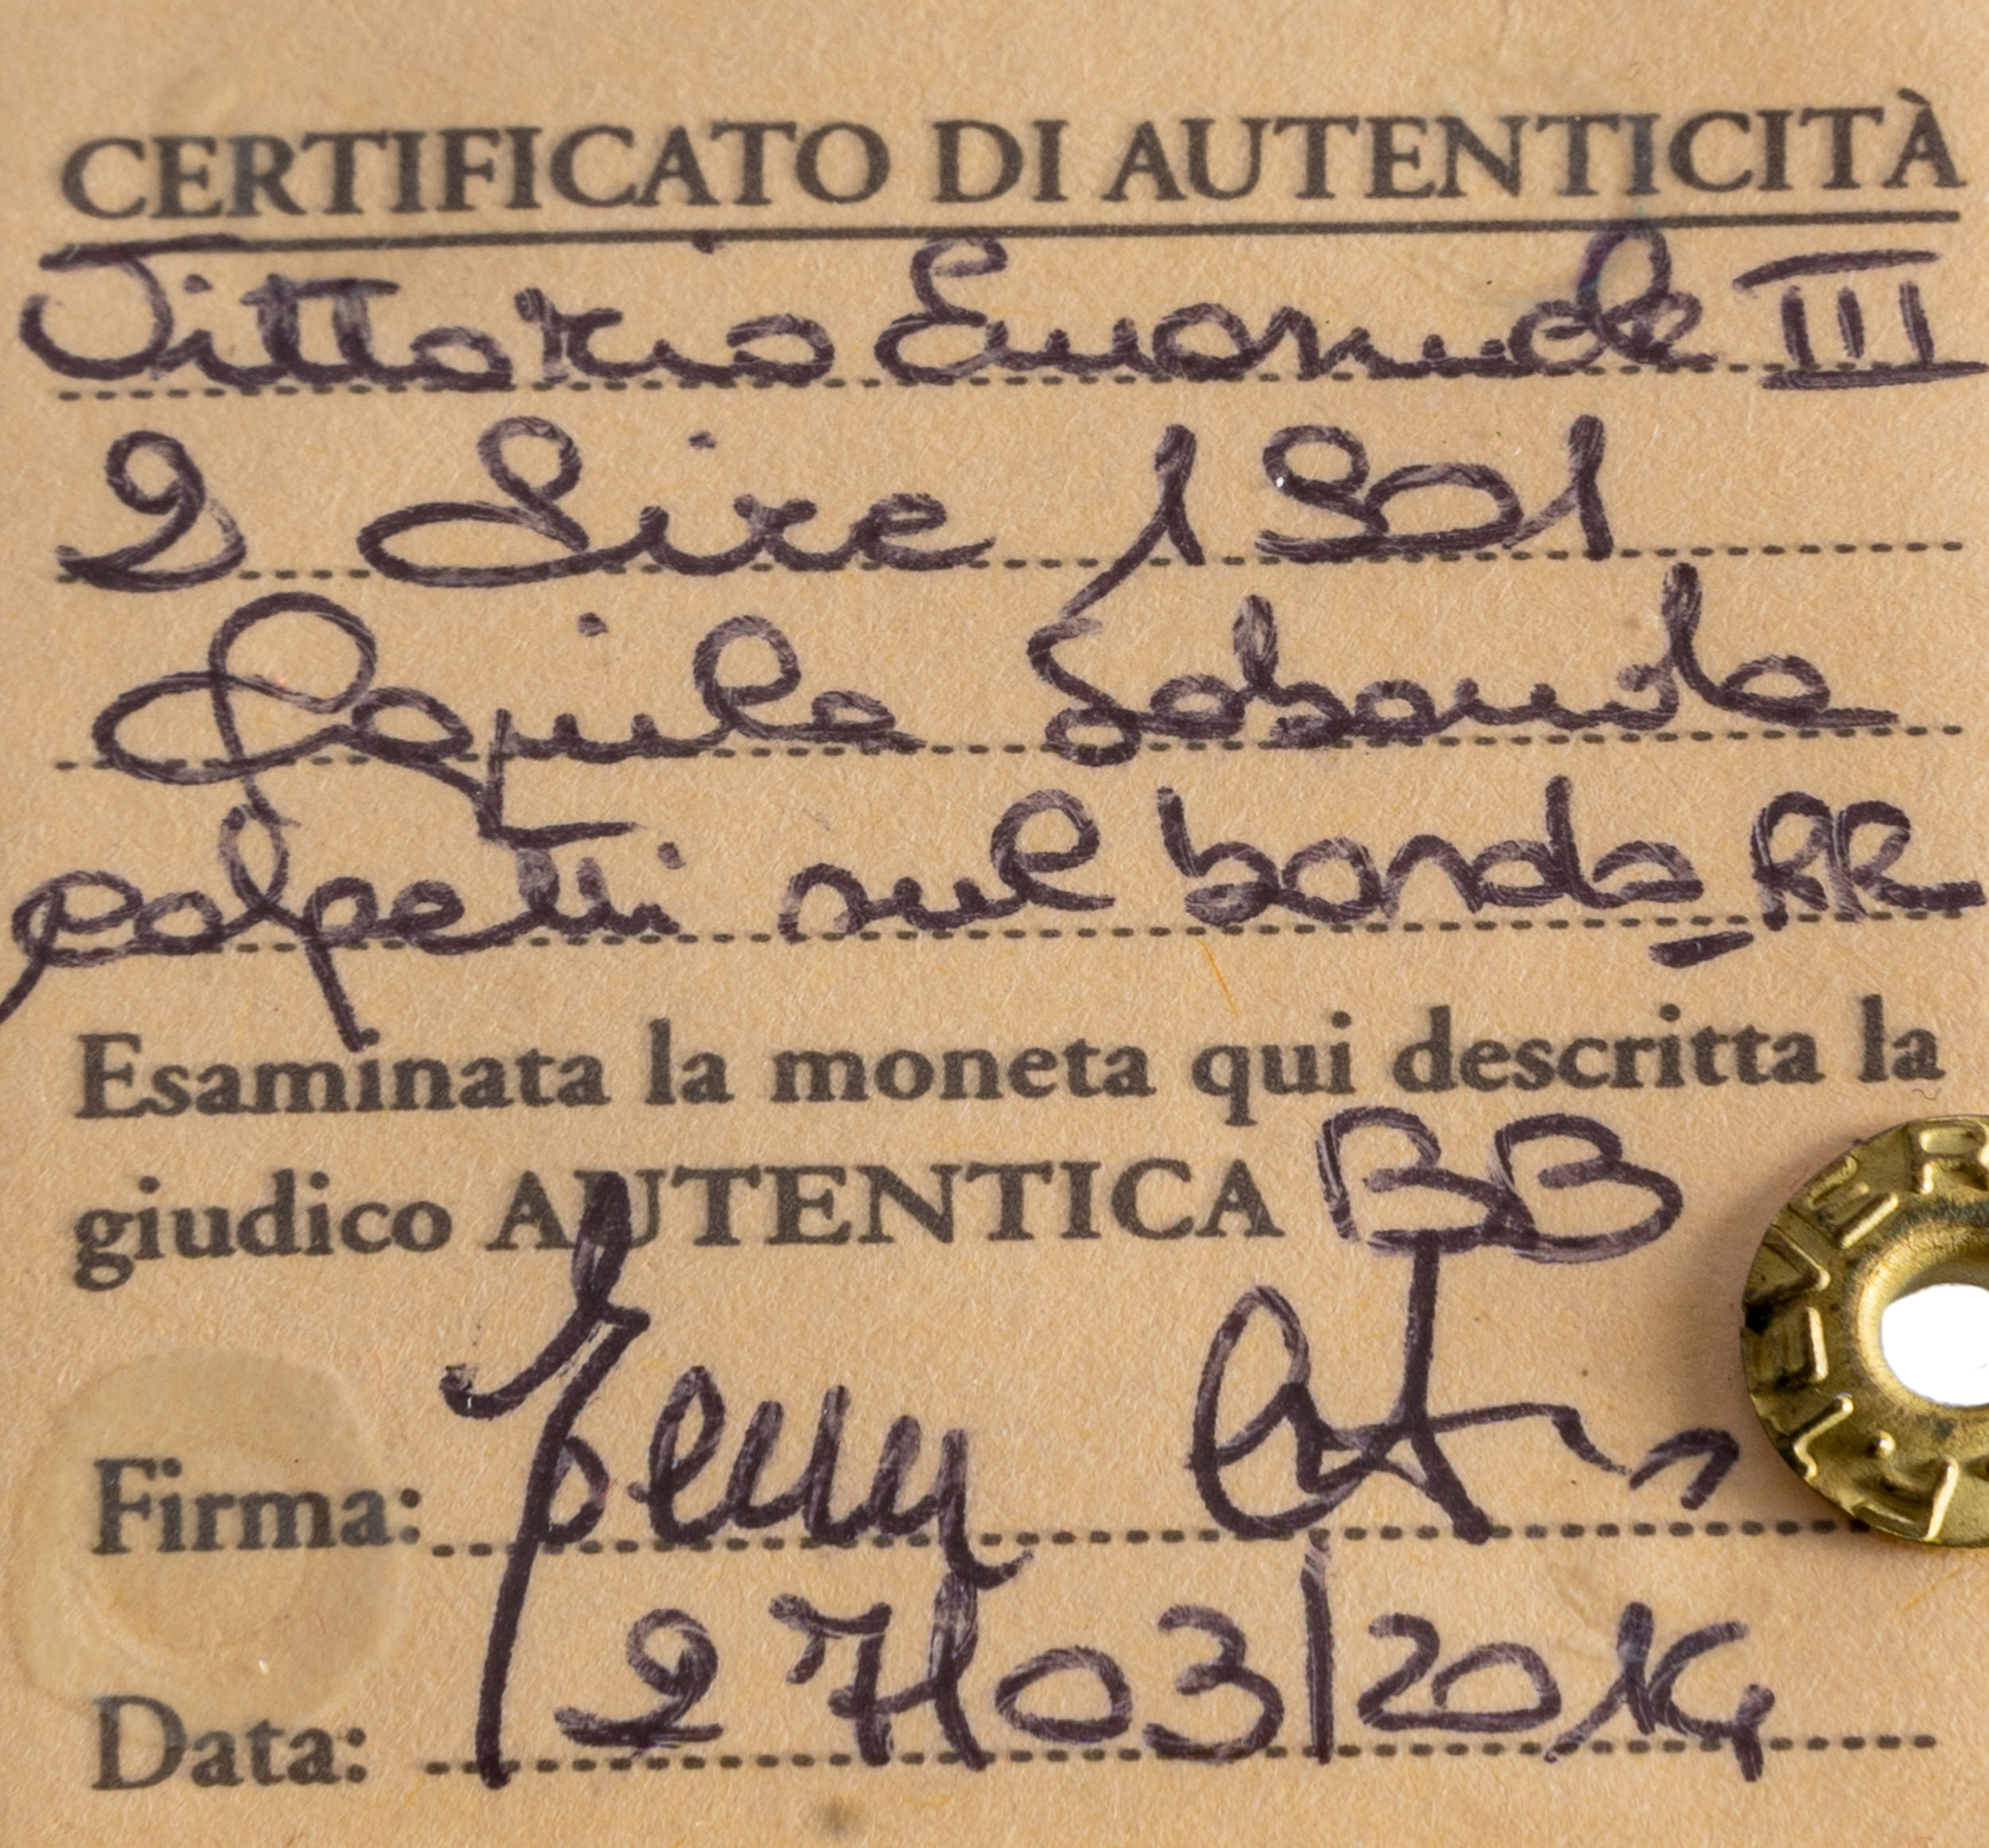 CERTIFICATO DI AUTENTICITÀ
Vittorio Emanuele III
2 Lire 1901
Aquila Sabauda
colpetti sul bordo RR
Esaminata la moneta qui descritta la
giudico AUTENTICA BB
Firma:
Data: 27/03/2014